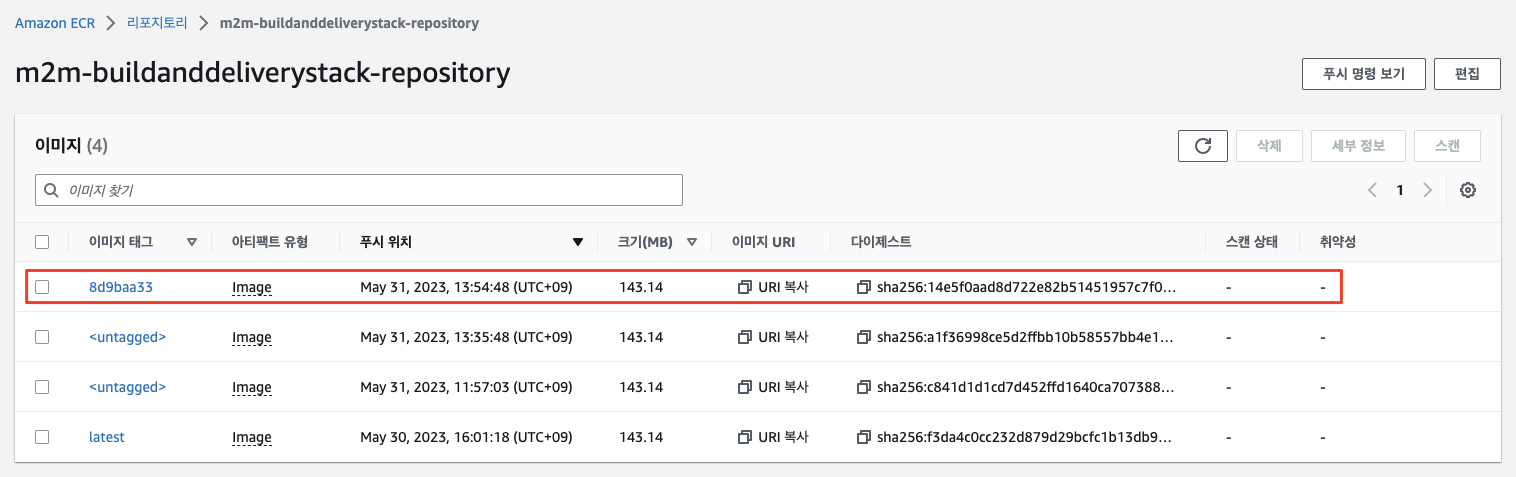 Amazon ECR > 리포지토리 > m2m-buildanddeliverystack-repository
m2m-buildanddeliverystack-repository 푸시 명령 보기 편집
이미지 (4) 삭제 세부 정보 스캔
이미지 찾기 1
이미지 태그 아티팩트 유형 푸시 위치 크기(MB) 이미지 URI 다이제스트 스캔 상태 취약성
8d9baa33 Image May 31, 2023, 13:54:48 (UTC+09) 143.14 URI 복사 sha256:14e5f0aad8d722e82b51451957c7f0... - -
<untagged> Image May 31, 2023, 13:35:48 (UTC+09) 143.14 URI 복사 sha256:a1f36998ce5d2ffbb10b58557bb4e1... - -
<untagged> Image May 31, 2023, 11:57:03 (UTC+09) 143.14 URI 복사 sha256:c841d1d1cd7d452ffd1640ca707388... - -
latest Image May 30, 2023, 16:01:18 (UTC+09) 143.14 URI 복사 sha256:f3da4c0cc232d879d29bcfc1b13db9... - -